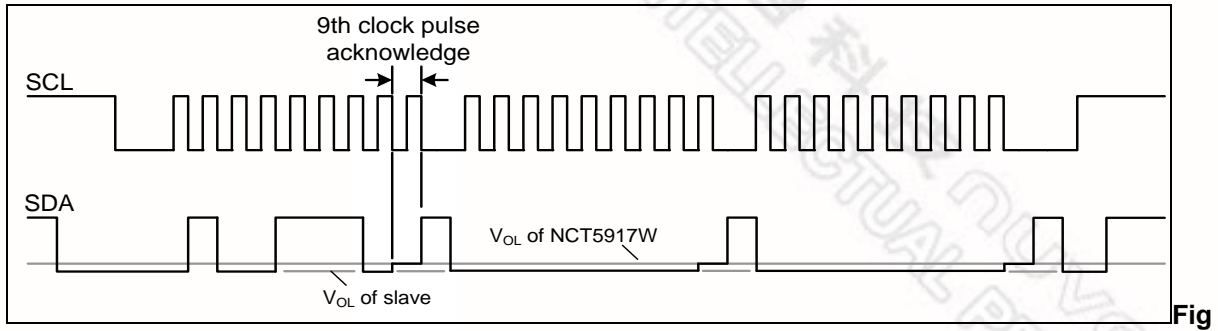 9th clock pulse
acknowledge
SCL
SDA
VOL of NCT5917W
VOL of slave
Fig